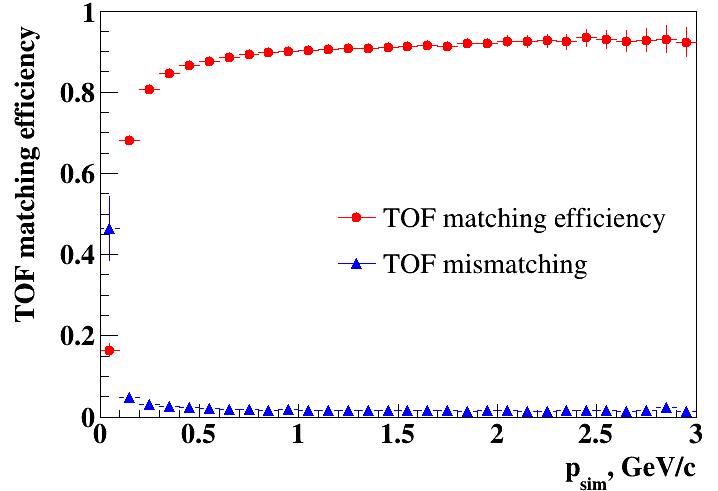 TOF matching efficiency
1
0.8
0.6
0.4
0.2
0
TOF matching efficiency
TOF mismatching
0 0.5 1 1.5 2 2.5 3
p_sim, GeV/c